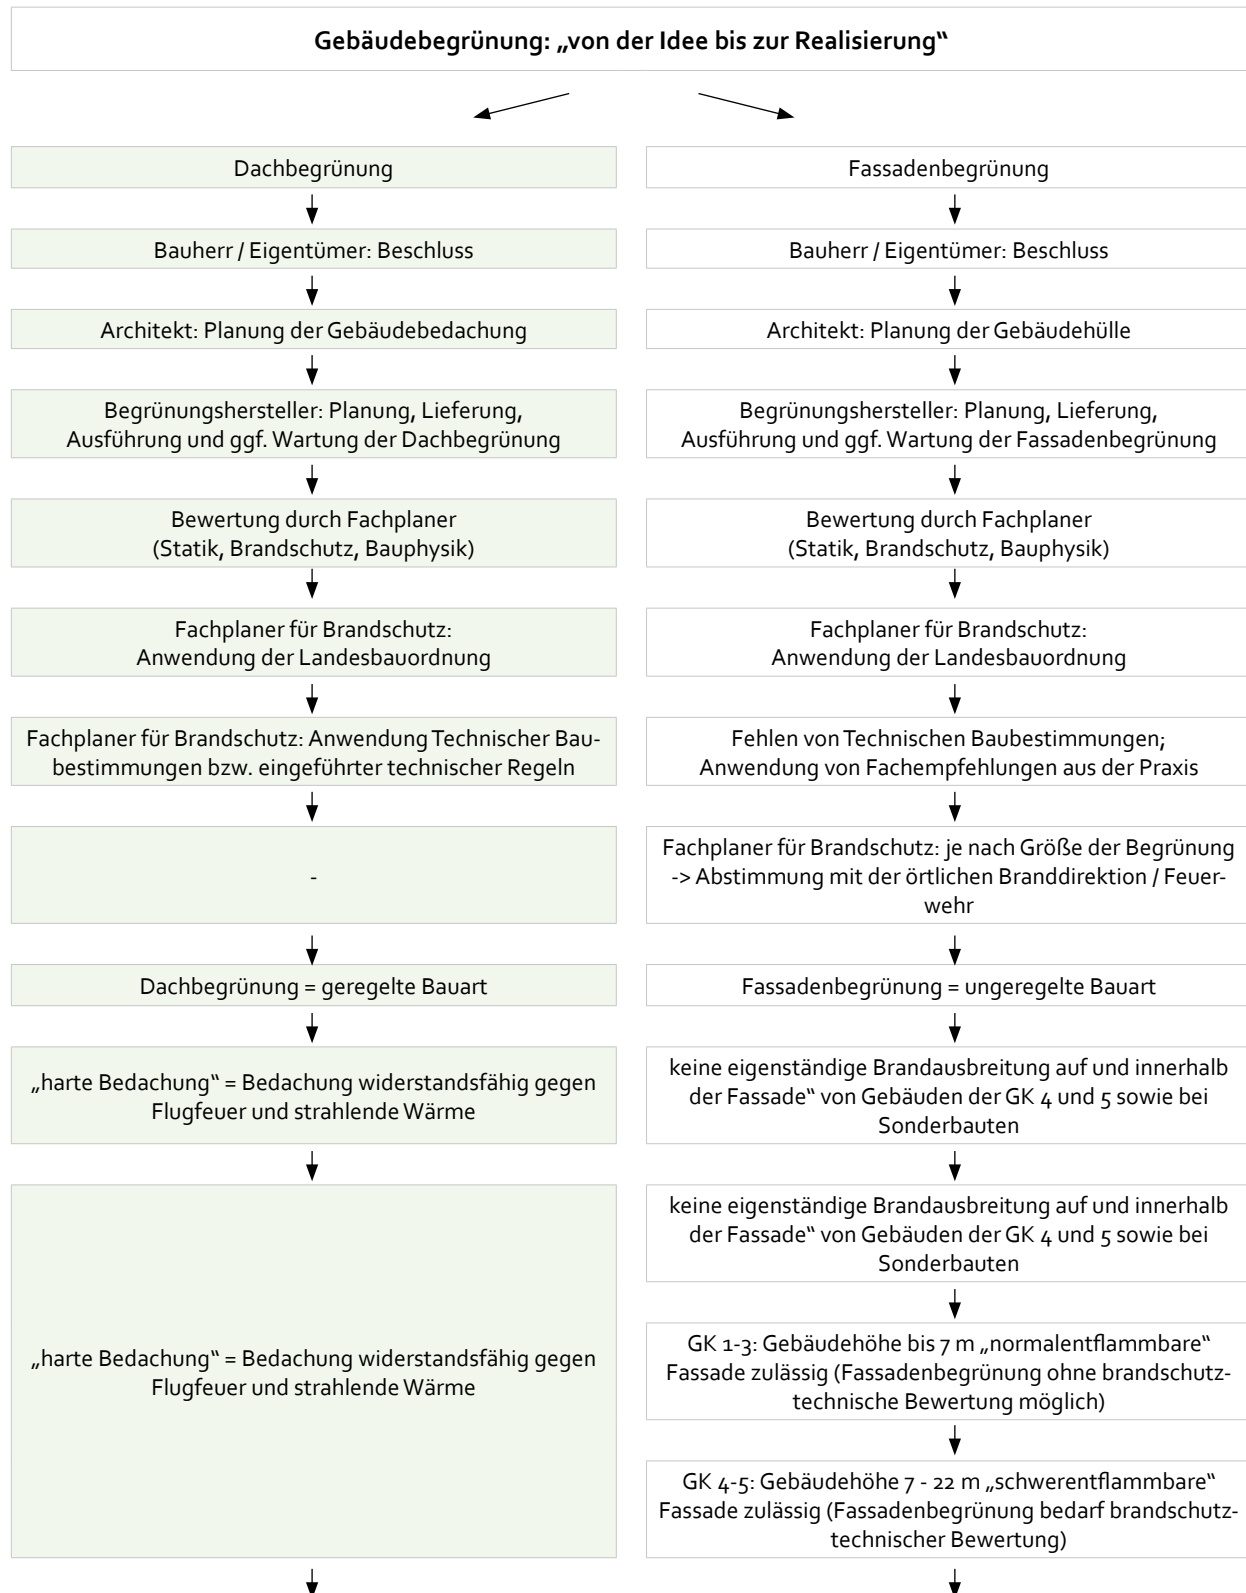 Gebäudebegrünung: „von der Idee bis zur Realisierung“
Dachbegrünung
Bauherr / Eigentümer: Beschluss
Architekt: Planung der Gebäudebedachung
Begrünungshersteller: Planung, Lieferung,
Ausführung und ggf. Wartung der Dachbegrünung
Bewertung durch Fachplaner
(Statik, Brandschutz, Bauphysik)
Fachplaner für Brandschutz:
Anwendung der Landesbauordnung
Fachplaner für Brandschutz: Anwendung Technischer Bau-
bestimmungen bzw. eingeführter technischer Regeln
-
Dachbegrünung = geregelte Bauart
„harte Bedachung“ = Bedachung widerstandsfähig gegen
Flugfeuer und strahlende Wärme
„harte Bedachung“ = Bedachung widerstandsfähig gegen
Flugfeuer und strahlende Wärme
Fassadenbegrünung
Bauherr / Eigentümer: Beschluss
Architekt: Planung der Gebäudehülle
Begrünungshersteller: Planung, Lieferung,
Ausführung und ggf. Wartung der Fassadenbegrünung
Bewertung durch Fachplaner
(Statik, Brandschutz, Bauphysik)
Fachplaner für Brandschutz:
Anwendung der Landesbauordnung
Fehlen von Technischen Baubestimmungen;
Anwendung von Fachempfehlungen aus der Praxis
Fachplaner für Brandschutz: je nach Größe der Begrünung
-> Abstimmung mit der örtlichen Branddirektion / Feuer-
wehr
Fassadenbegrünung = ungeregelte Bauart
keine eigenständige Brandausbreitung auf und innerhalb
der Fassade“ von Gebäuden der GK 4 und 5 sowie bei
Sonderbauten
keine eigenständige Brandausbreitung auf und innerhalb
der Fassade“ von Gebäuden der GK 4 und 5 sowie bei
Sonderbauten
GK 1-3: Gebäudehöhe bis 7 m „normalentflammbare“
Fassade zulässig (Fassadenbegrünung ohne brandschutz-
technische Bewertung möglich)
GK 4-5: Gebäudehöhe 7 - 22 m „schwerentflammbare“
Fassade zulässig (Fassadenbegrünung bedarf brandschutz-
technischer Bewertung)